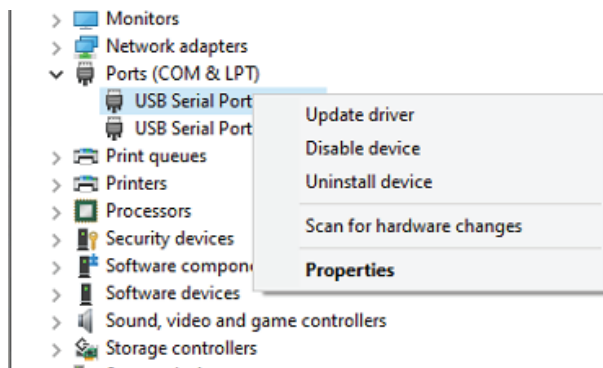 Monitors
Network adapters
Ports (COM & LPT)
USB Serial Port
USB Serial Port
Print queues
Printers
Processors
Security devices
Software compone
Software devices
Sound, video and game controllers
Storage controllers
Update driver
Disable device
Uninstall device
Scan for hardware changes
Properties